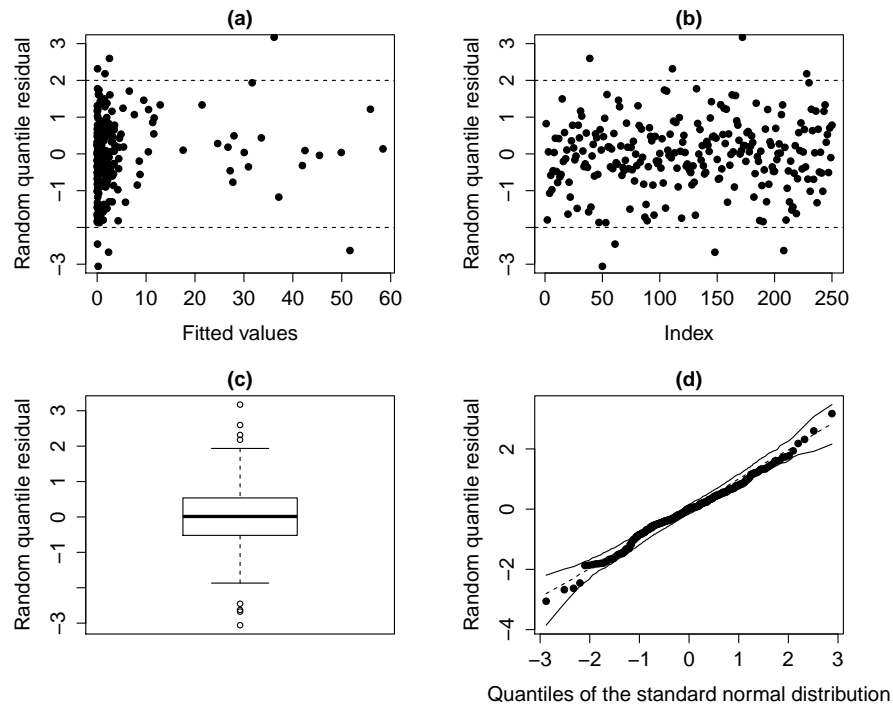 (a)
Random quantile residual
3
2
1
0
−1
−3
0 10 20 30 40 50 60
Fitted values
(b)
Random quantile residual
3
2
1
0
−1
−3
0 50 100 150 200 250
Index
(c)
Random quantile residual
3
2
1
0
−1
−3
(d)
Random quantile residual
2
0
−2
−4
−3 −2 −1 0 1 2 3
Quantiles of the standard normal distribution